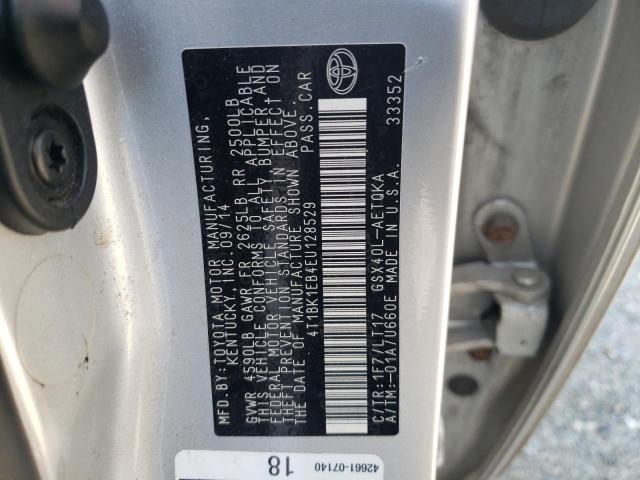 MFD.BY:TOYOTA MOTOR MANUFACTURING,
KENTUCKY, INC. 09/14
GVWR 4590LB GAWR FR 2625LB RR 2500LB
THIS VEHICLE CONFORMS TO ALL APPLICABLE
FEDERAL MOTOR VEHICLE SAFETY, BUMPER, AND
THEFT PREVENTION STANDARDS IN EFFECT ON
THE DATE OF MANUFACTURE SHOWN ABOVE.
4T1BK1EB4EU128529 PASS.CAR
C/TR:1F7/LT17 GSX40L-AETQKA 33352
A/TM:-01A/U660E MADE IN U.S.A.
42661-07140
18